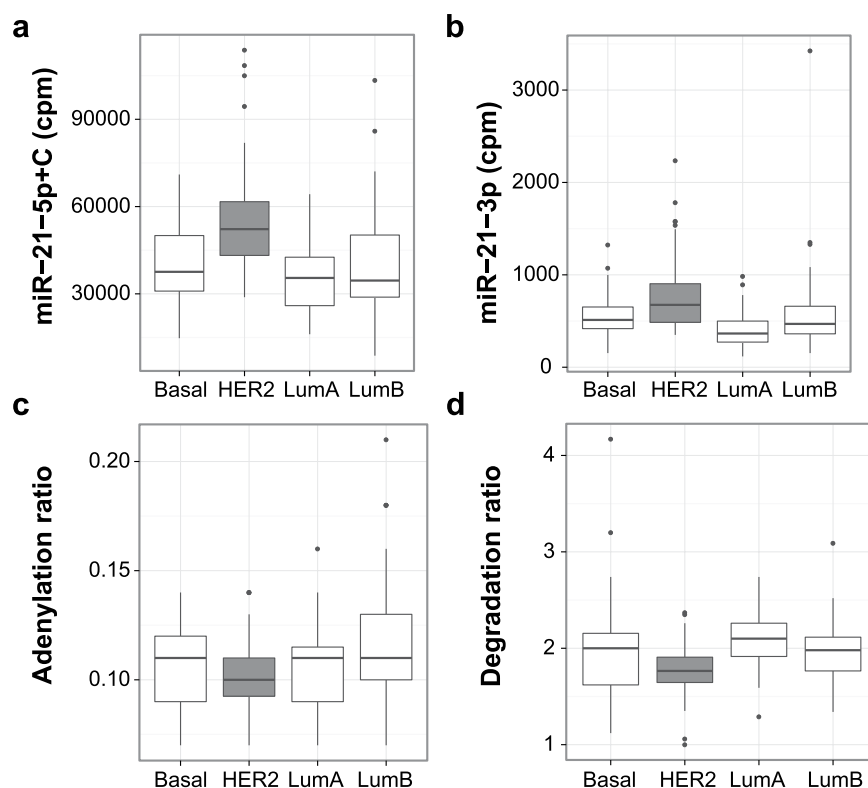 a
miR−21−5p+C (cpm)
90000
60000
30000
Basal HER2 LumA LumB
b
miR−21−3p (cpm)
3000
2000
1000
0
Basal HER2 LumA LumB
c
Adenylation ratio
0.20
0.15
0.10
Basal HER2 LumA LumB
d
Degradation ratio
4
3
2
1
Basal HER2 LumA LumB